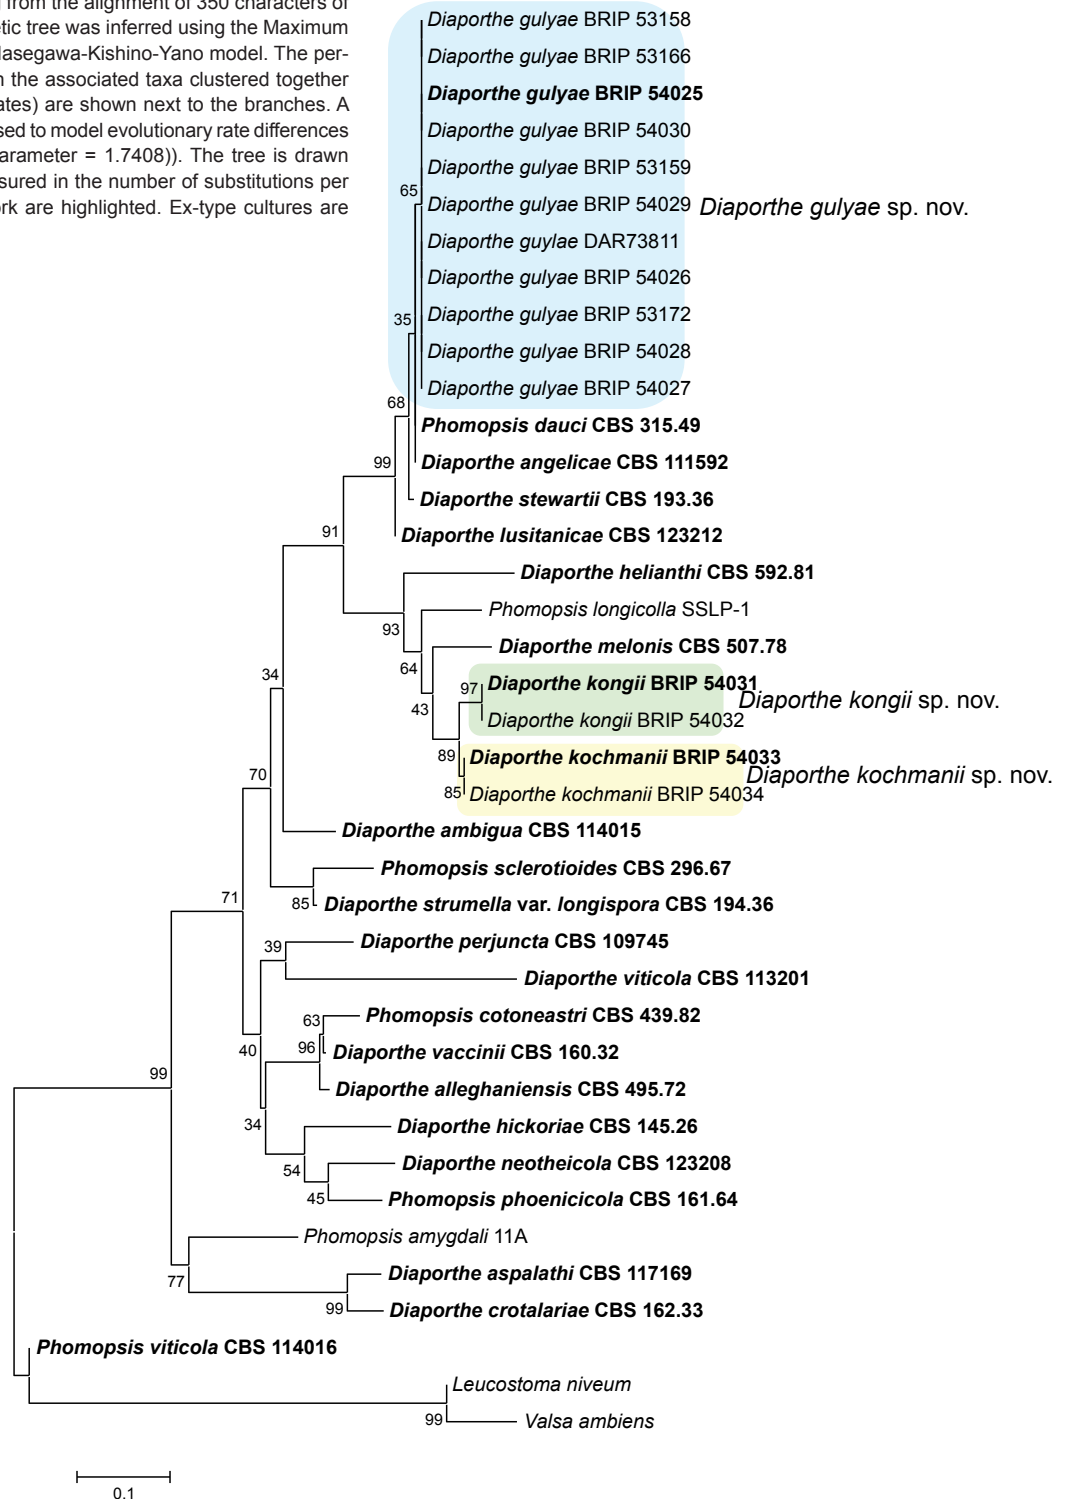 from the alignment of 350 characters of
etic tree was inferred using the Maximum
Hasegawa-Kishino-Yano model. The per-
the associated taxa clustered together
ates) are shown next to the branches. A
sed to model evolutionary rate differences
arameter = 1.7408)). The tree is drawn
sured in the number of substitutions per
rk are highlighted. Ex-type cultures are
Diaporthe gulyae BRIP 53158
Diaporthe gulyae BRIP 53166
Diaporthe gulyae BRIP 54025
Diaporthe gulyae BRIP 54030
Diaporthe gulyae BRIP 53159
65
Diaporthe gulyae BRIP 54029 Diaporthe gulyae sp. nov.
Diaporthe guylae DAR73811
Diaporthe gulyae BRIP 54026
Diaporthe gulyae BRIP 53172
35
Diaporthe gulyae BRIP 54028
Diaporthe gulyae BRIP 54027
68
Phomopsis dauci CBS 315.49
99
Diaporthe angelicae CBS 111592
Diaporthe stewartii CBS 193.36
91
Diaporthe lusitanicae CBS 123212
Diaporthe helianthi CBS 592.81
Phomopsis longicolla SSLP-1
93
Diaporthe melonis CBS 507.78
64
34
97 Diaporthe kongii BRIP 54031
Diaporthe kongii sp. nov.
43
Diaporthe kongii BRIP 54032
89 Diaporthe kochmanii BRIP 54033
Diaporthe kochmanii sp. nov.
70
85 Diaporthe kochmanii BRIP 54034
Diaporthe ambigua CBS 114015
Phomopsis sclerotioides CBS 296.67
71
85 Diaporthe strumella var. longispora CBS 194.36
39
Diaporthe perjuncta CBS 109745
Diaporthe viticola CBS 113201
63
Phomopsis cotoneastri CBS 439.82
40
96
Diaporthe vaccinii CBS 160.32
99
Diaporthe alleghaniensis CBS 495.72
34
Diaporthe hickoriae CBS 145.26
54
Diaporthe neotheicola CBS 123208
45
Phomopsis phoenicicola CBS 161.64
Phomopsis amygdali 11A
77
Diaporthe aspalathi CBS 117169
99
Diaporthe crotalariae CBS 162.33
Phomopsis viticola CBS 114016
Leucostoma niveum
99
Valsa ambiens
0.1